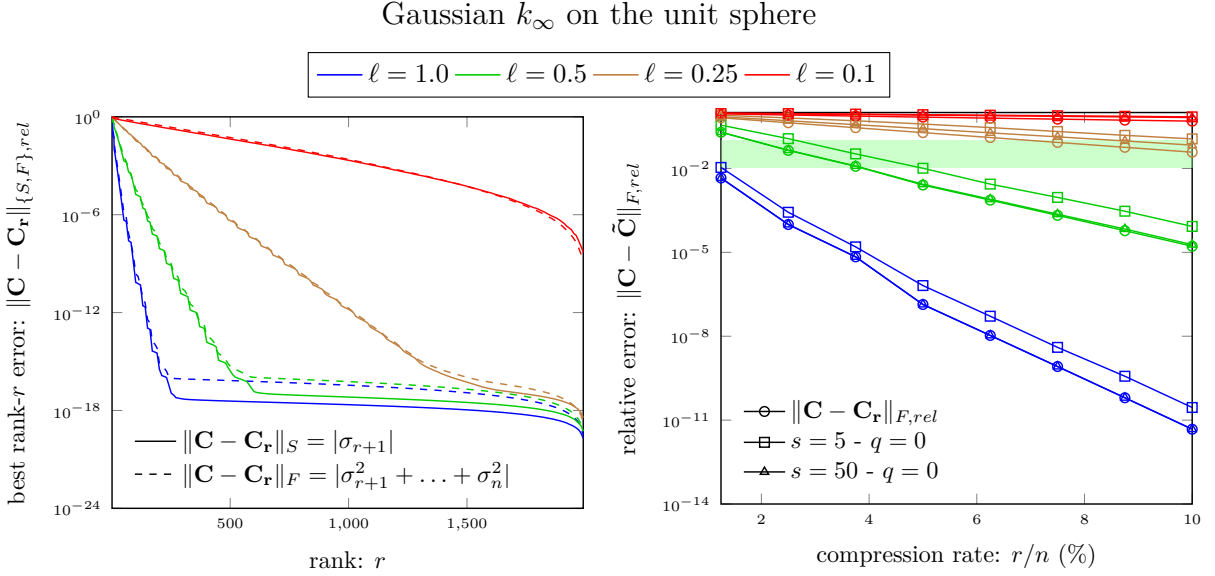 Gaussian k∞ on the unit sphere
ℓ = 1.0 ℓ = 0.5 ℓ = 0.25 ℓ = 0.1
best rank-r error: ‖C − C_r‖_{{S,F},rel}
10^0
10^−6
10^−12
10^−18
10^−24
‖C − C_r‖_S = |σ_{r+1}|
‖C − C_r‖_F = |σ²_{r+1} + … + σ²_n|
500 1,000 1,500
rank: r
relative error: ‖C − C̃‖_{F,rel}
10^−2
10^−5
10^−8
10^−11
10^−14
‖C − C_r‖_{F,rel}
s = 5 - q = 0
s = 50 - q = 0
2 4 6 8 10
compression rate: r/n (%)